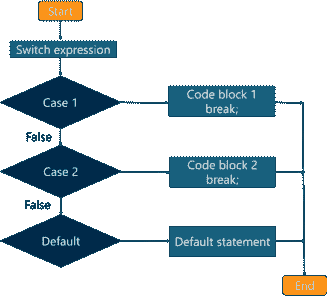 Start
Switch expression
Case 1
Code block 1
break;
False
Case 2
Code block 2
break;
False
Default
Default statement
End